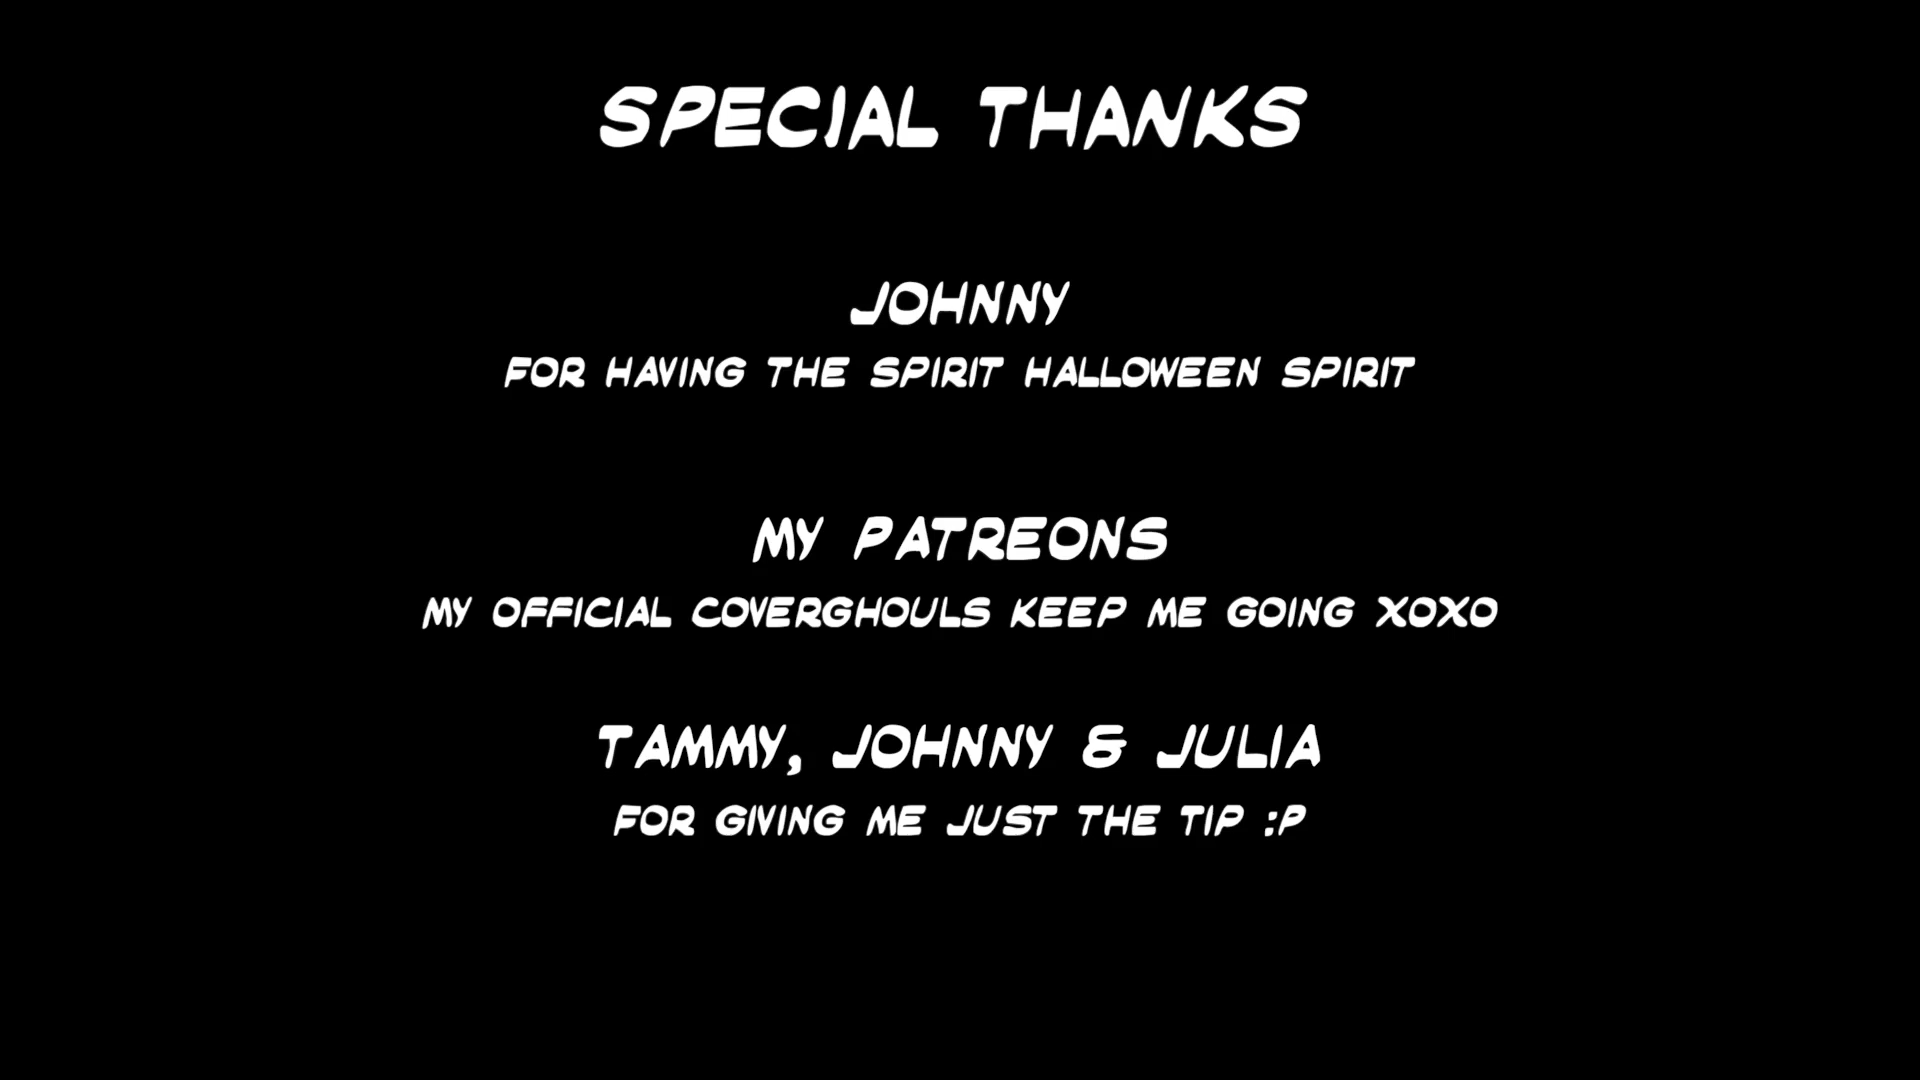 SPECIAL THANKS
JOHNNY
FOR HAVING THE SPIRIT HALLOWEEN SPIRIT
MY PATREONS
MY OFFICIAL COVERGHOULS KEEP ME GOING XOXO
TAMMY, JOHNNY & JULIA
FOR GIVING ME JUST THE TIP :P